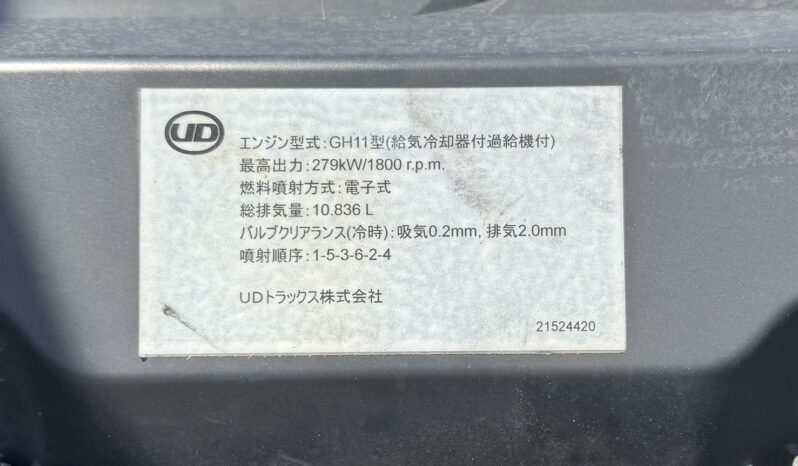 UD
エンジン型式：GH11型(給気冷却器付過給機付)
最高出力：279kW/1800 r.p.m.
燃料噴射方式：電子式
総排気量：10.836 L
バルブクリアランス(冷時)：吸気0.2mm, 排気2.0mm
噴射順序：1-5-3-6-2-4
UDトラックス株式会社
21524420